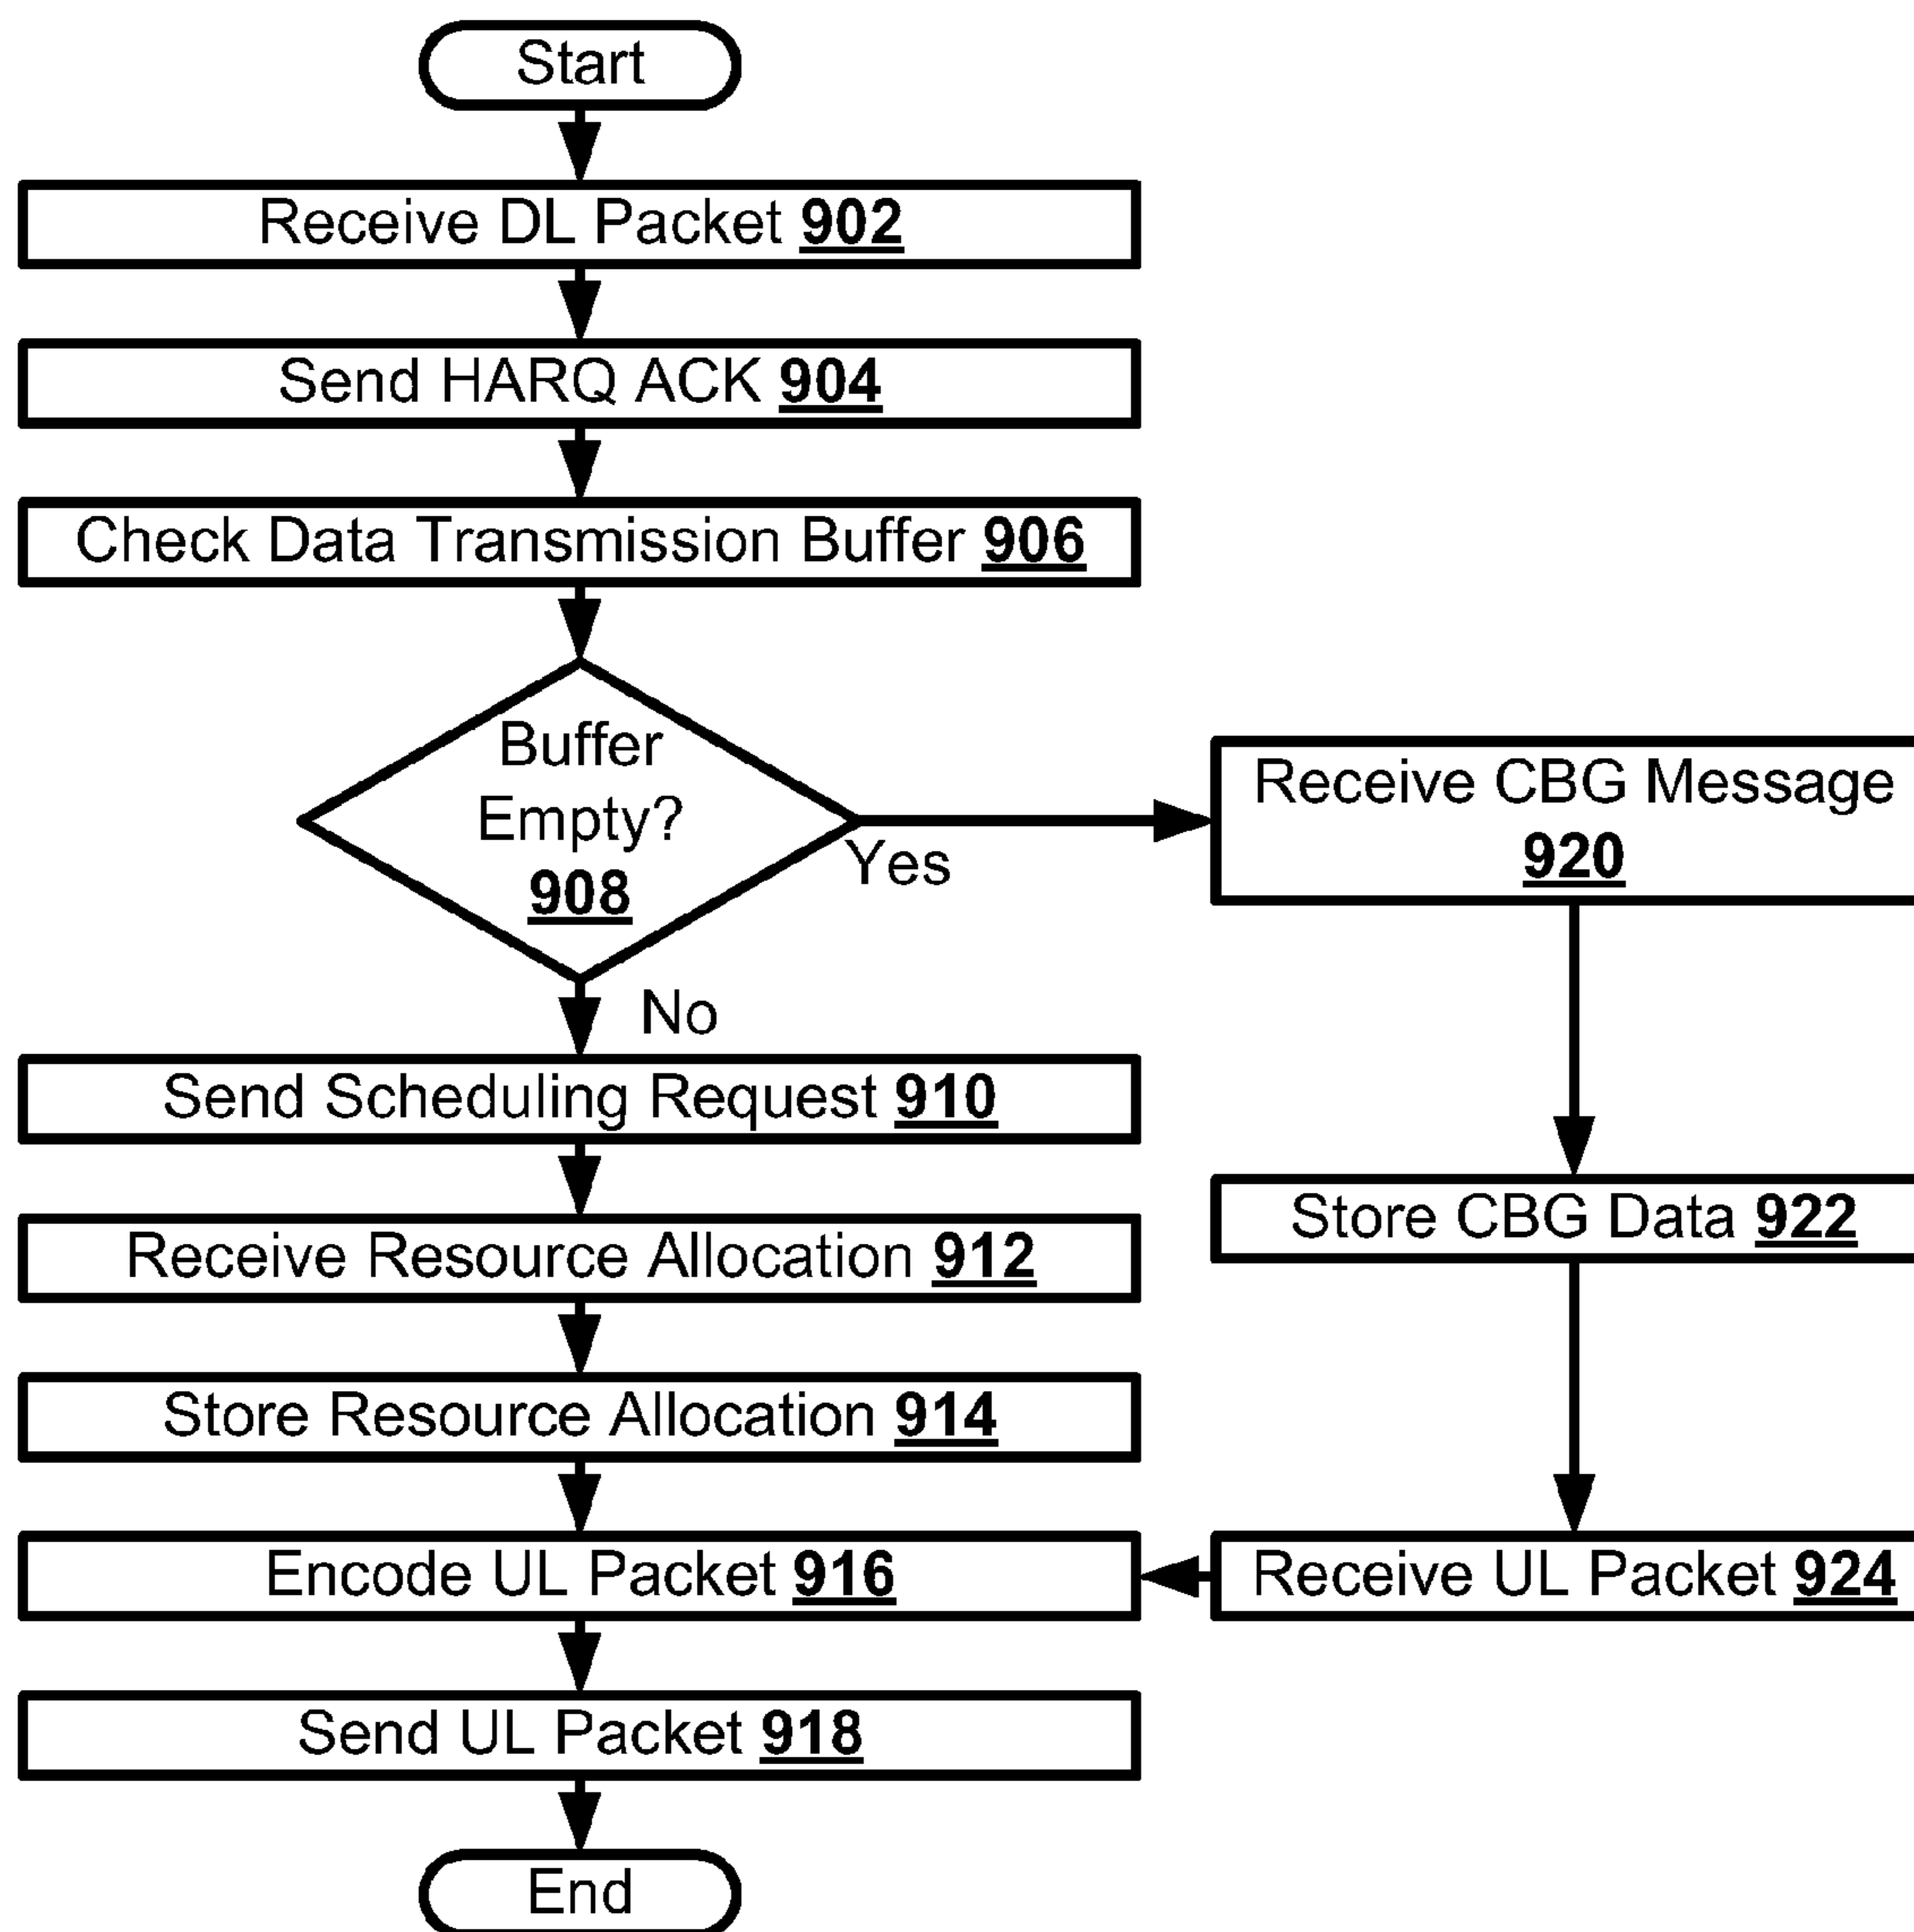 Start
Receive DL Packet 902
Send HARQ ACK 904
Check Data Transmission Buffer 906
Buffer
Empty?
908
Yes
No
Receive CBG Message
920
Send Scheduling Request 910
Receive Resource Allocation 912
Store CBG Data 922
Store Resource Allocation 914
Encode UL Packet 916
Receive UL Packet 924
Send UL Packet 918
End